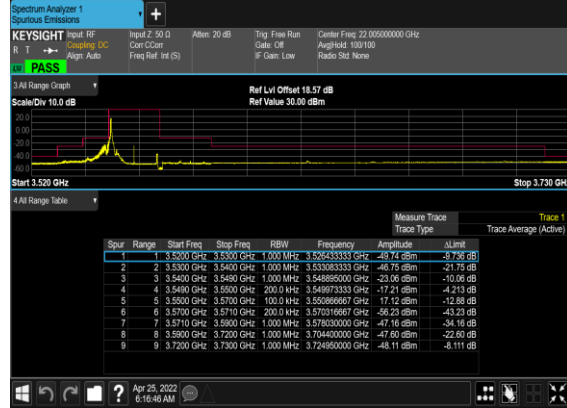 Spectrum Analyzer 1
Spurious Emissions
+
KEYSIGHT Input: RF Input Z: 50 Ω Atten: 20 dB Trig: Free Run Center Freq: 22.005000000 GHz
R T Coupling: DC Corr CCorr Gate: Off Avg|Hold: 100/100
Align: Auto Freq Ref: Int (S) IF Gain: Low Radio Std: None
LW PASS
3 All Range Graph
Ref Lvl Offset 18.57 dB
Scale/Div 10.0 dB Ref Value 30.00 dBm
20.0
0.00
-20.0
-40.0
-60.0
Start 3.520 GHz Stop 3.730 GH
4 All Range Table
Measure Trace Trace 1
Trace Type Trace Average (Active)
Spur Range Start Freq Stop Freq RBW Frequency Amplitude ΔLimit
1 1 3.5200 GHz 3.5300 GHz 1.000 MHz 3.526433333 GHz -49.74 dBm -9.736 dB
2 2 3.5300 GHz 3.5400 GHz 1.000 MHz 3.533083333 GHz -46.75 dBm -21.75 dB
3 3 3.5400 GHz 3.5490 GHz 1.000 MHz 3.548895000 GHz -23.06 dBm -10.06 dB
4 4 3.5490 GHz 3.5500 GHz 200.0 kHz 3.549973333 GHz -17.21 dBm -4.213 dB
5 5 3.5500 GHz 3.5700 GHz 100.0 kHz 3.550866667 GHz 17.12 dBm -12.88 dB
6 6 3.5700 GHz 3.5710 GHz 200.0 kHz 3.570316667 GHz -56.23 dBm -43.23 dB
7 7 3.5710 GHz 3.5900 GHz 1.000 MHz 3.578030000 GHz -47.16 dBm -34.16 dB
8 8 3.5900 GHz 3.7200 GHz 1.000 MHz 3.704400000 GHz -47.60 dBm -22.60 dB
9 9 3.7200 GHz 3.7300 GHz 1.000 MHz 3.724950000 GHz -48.11 dBm -8.111 dB
? Apr 25, 2022
6:16:46 AM